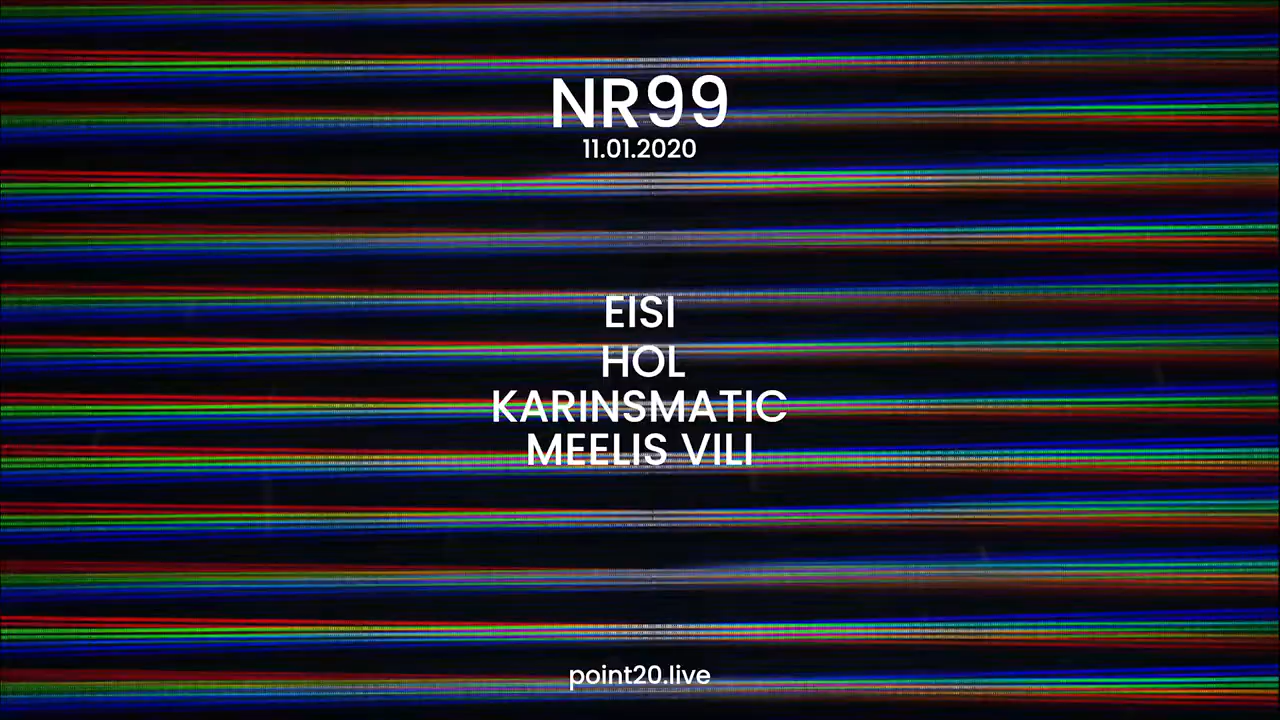 NR99
11.01.2020
EISI
HOL
KARINSMATIC
MEELIS VILI
point20.live